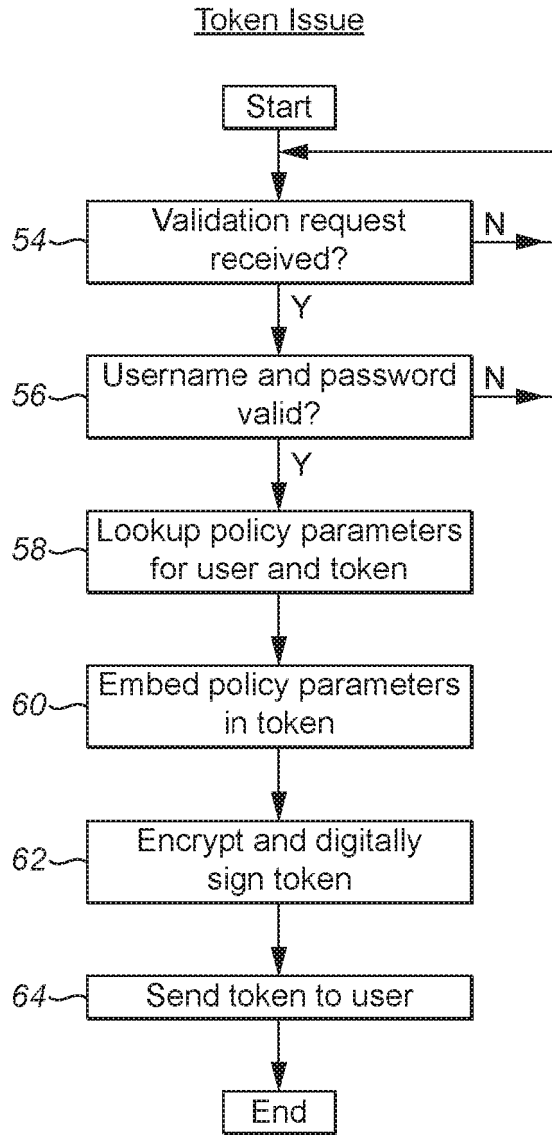 Token Issue
Start
54
Validation request
received?
N
Y
56
Username and password
valid?
N
Y
58
Lookup policy parameters
for user and token
60
Embed policy parameters
in token
62
Encrypt and digitally
sign token
64
Send token to user
End